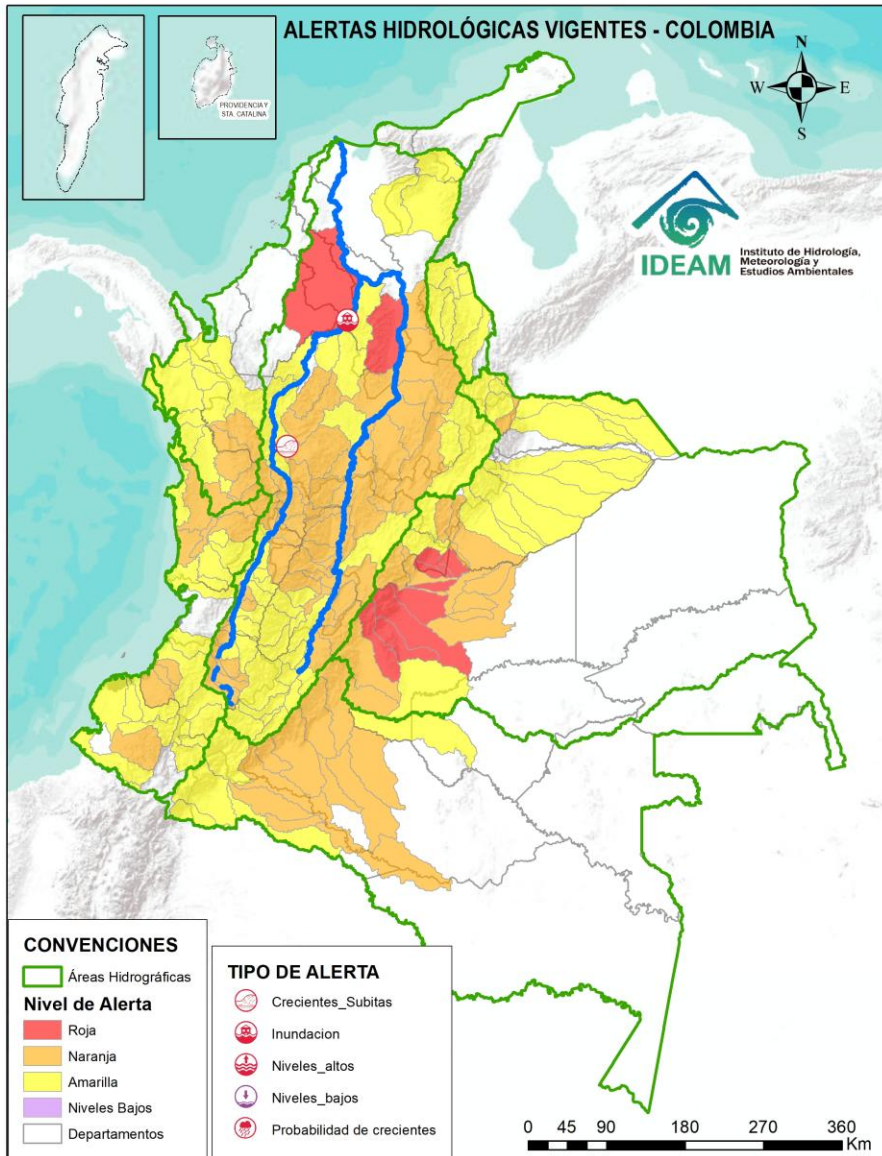 ALERTAS HIDROLÓGICAS VIGENTES - COLOMBIA
PROVIDENCIA Y
STA. CATALINA
N
W
E
S
IDEAM
Instituto de Hidrología,
Meteorología y
Estudios Ambientales
CONVENCIONES
Áreas Hidrográficas
Nivel de Alerta
Roja
Naranja
Amarilla
Niveles Bajos
Departamentos
TIPO DE ALERTA
Crecientes_Subitas
Inundacion
Niveles_altos
Niveles_bajos
Probabilidad de crecientes
0 45 90 180 270 360
Km